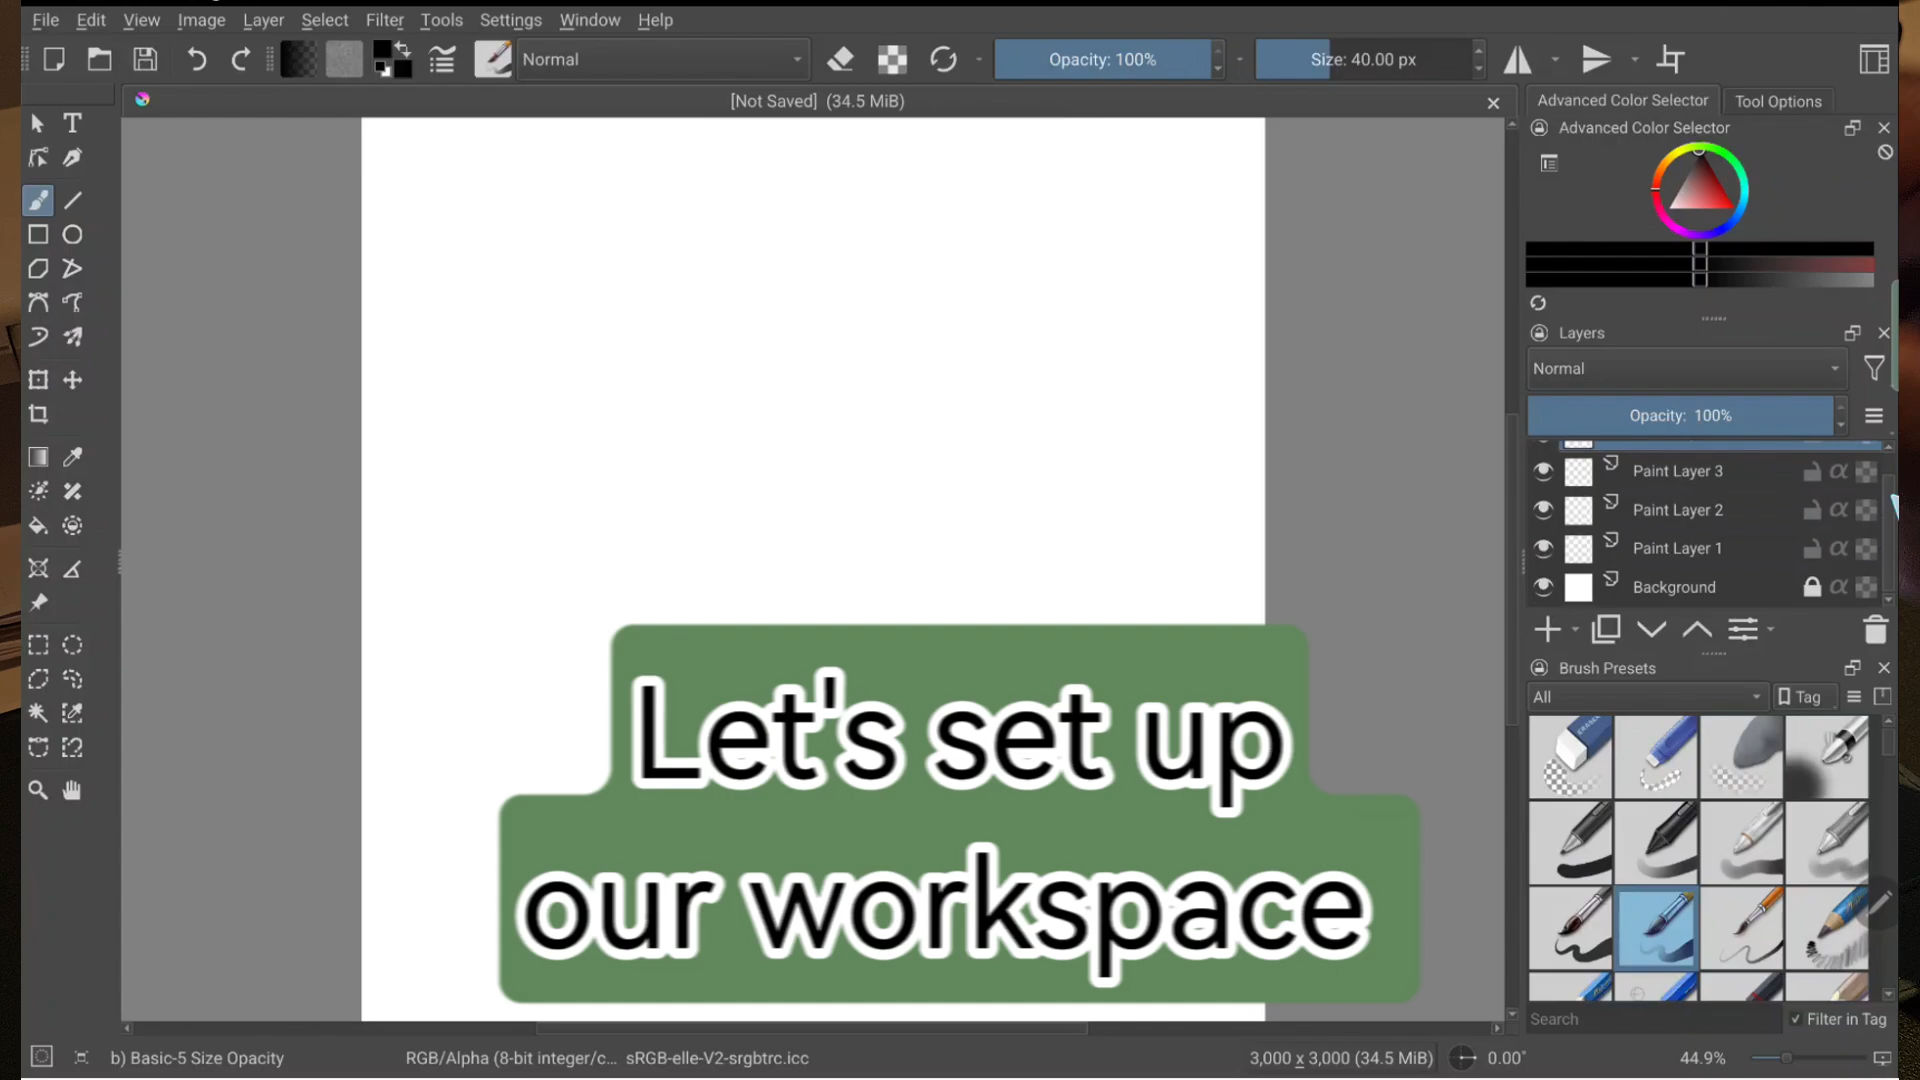 File Edit View Image Layer Select Filter Tools Settings Window Help
Normal Opacity: 100% Size: 40.00 px
[Not Saved] (34.5 MiB)
Advanced Color Selector Tool Options
Advanced Color Selector
Layers
Normal
Opacity: 100%
Paint Layer 3
Paint Layer 2
Paint Layer 1
Background
Brush Presets
All Tag
Let's set up
our workspace
Search Filter in Tag
b) Basic-5 Size Opacity RGB/Alpha (8-bit integer/c... sRGB-elle-V2-srgbtrc.icc 3,000 x 3,000 (34.5 MiB) 0.00° 44.9%